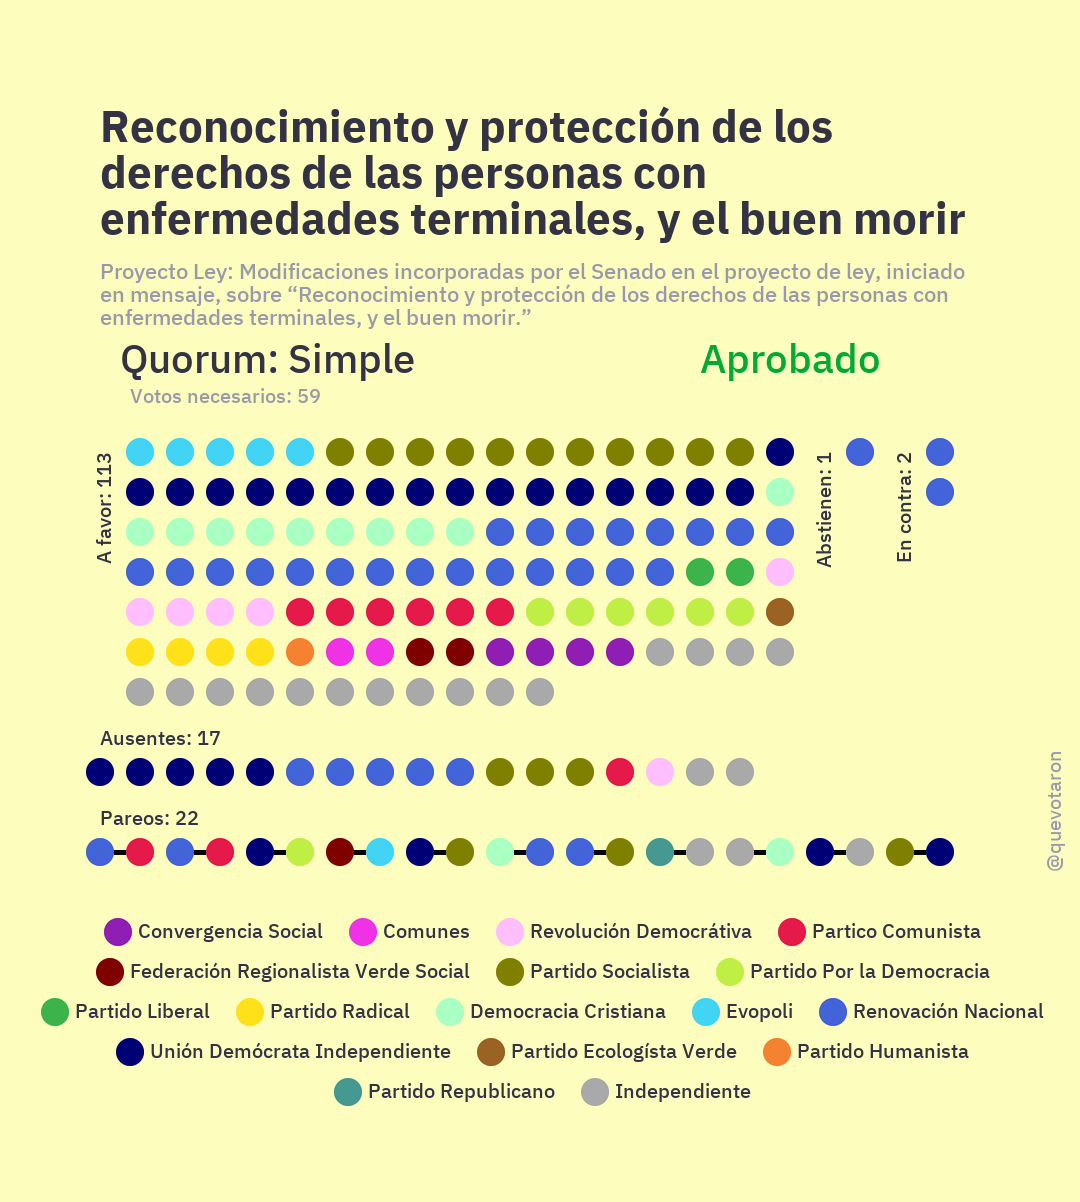 Reconocimiento y protección de los
derechos de las personas con
enfermedades terminales, y el buen morir
Proyecto Ley: Modificaciones incorporadas por el Senado en el proyecto de ley, iniciado
en mensaje, sobre “Reconocimiento y protección de los derechos de las personas con
enfermedades terminales, y el buen morir.”
Quorum: Simple
Aprobado
Votos necesarios: 59
A favor: 113
Abstienen: 1
En contra: 2
Ausentes: 17
Pareos: 22
@quevotaron
Convergencia Social
Comunes
Revolución Democrátiva
Partico Comunista
Federación Regionalista Verde Social
Partido Socialista
Partido Por la Democracia
Partido Liberal
Partido Radical
Democracia Cristiana
Evopoli
Renovación Nacional
Unión Demócrata Independiente
Partido Ecologísta Verde
Partido Humanista
Partido Republicano
Independiente